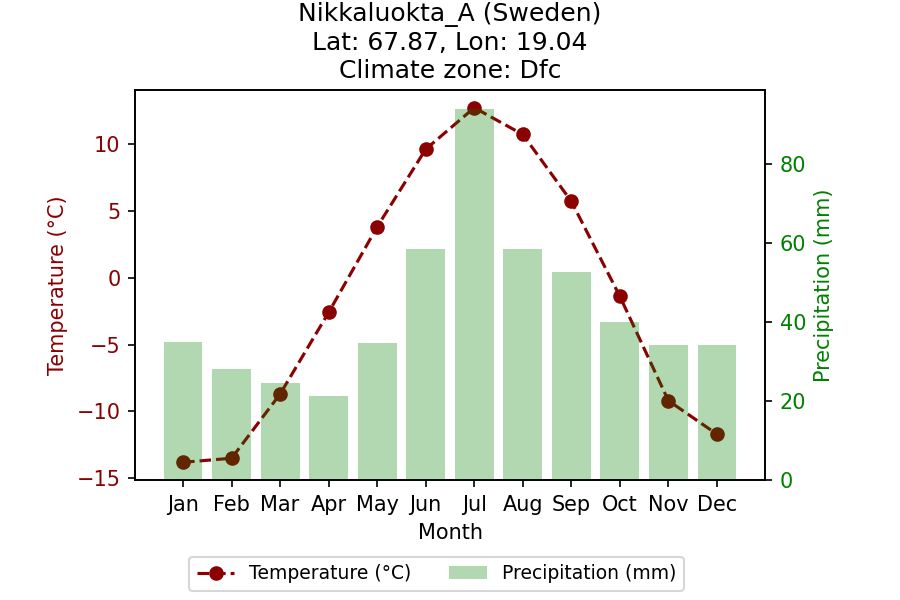 Nikkaluokta_A (Sweden)
Lat: 67.87, Lon: 19.04
Climate zone: Dfc
Temperature (°C)
10
5
0
−5
−10
−15
80
60
40
20
0
Precipitation (mm)
Jan Feb Mar Apr May Jun Jul Aug Sep Oct Nov Dec
Month
Temperature (°C) Precipitation (mm)